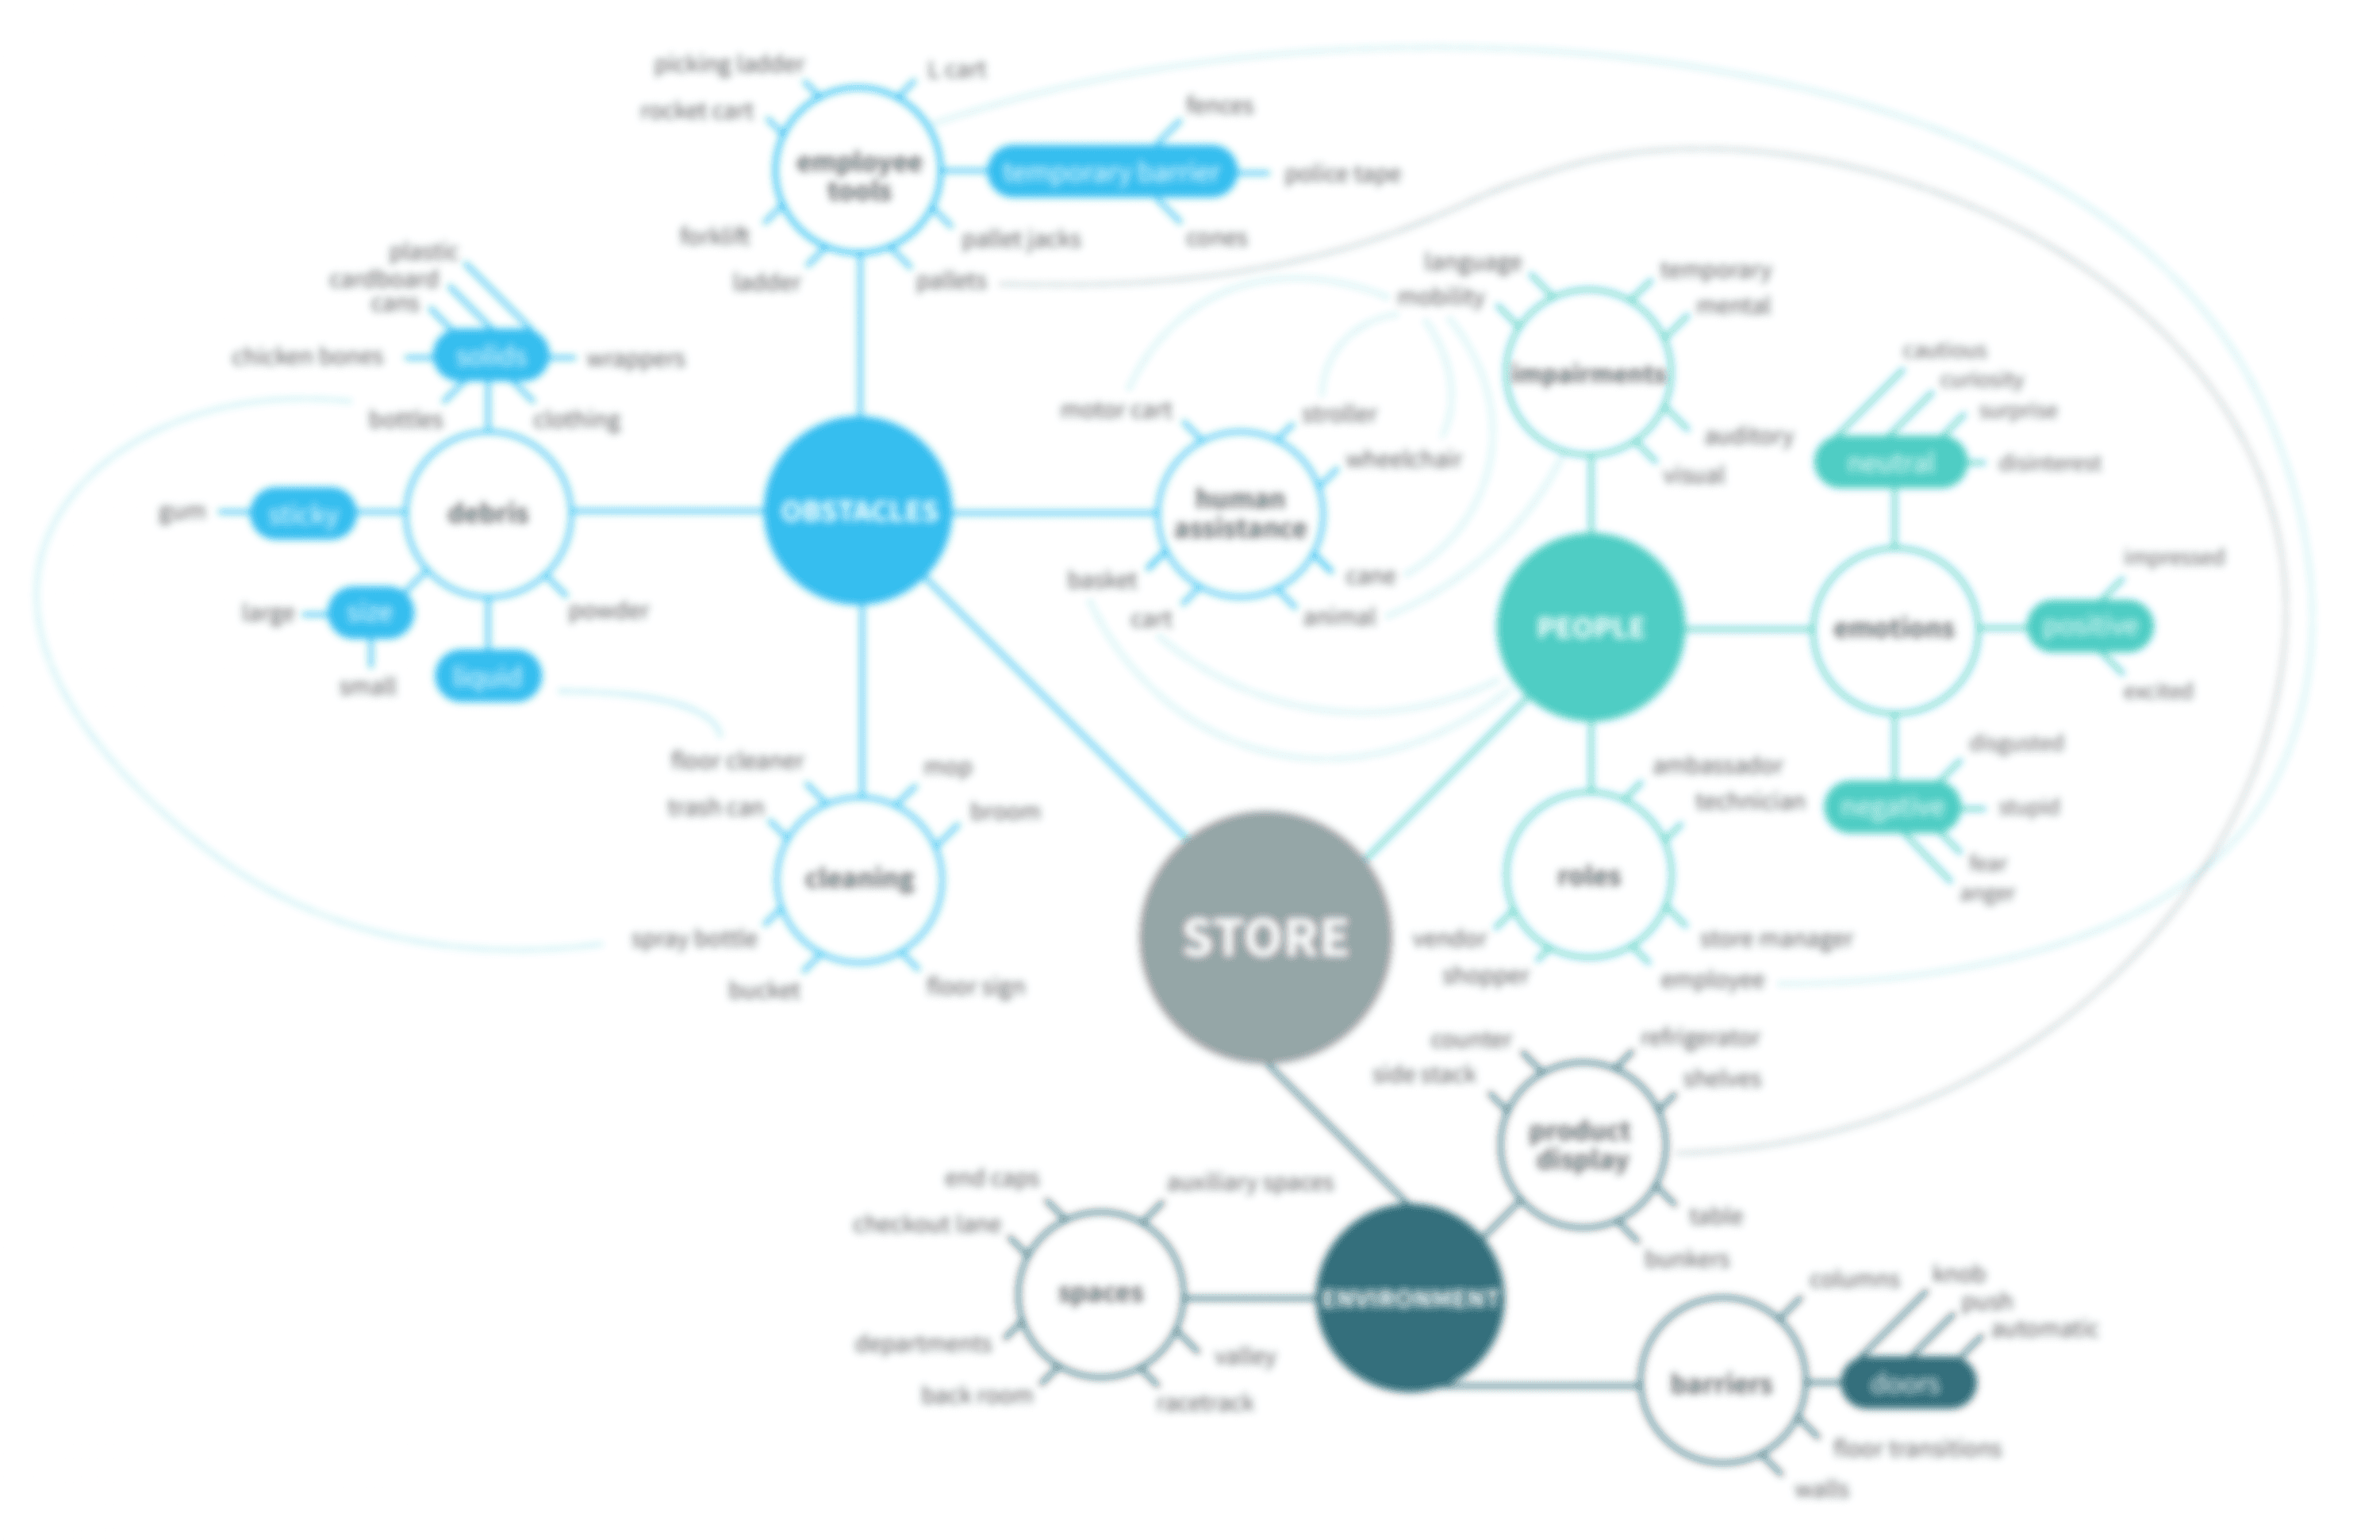 picking ladder
L cart
rocket cart
employee
tools
fences
temporary barrier
police tape
cones
forklift
pallet jacks
ladder
pallets
plastic
cardboard
cans
chicken bones
solids
wrappers
bottles
clothing
gum
sticky
debris
large
size
powder
small
liquid
OBSTACLES
motor cart
stroller
wheelchair
human
assistance
basket
cane
cart
animal
language
temporary
mobility
mental
impairments
auditory
visual
cautious
curiosity
surprise
neutral
disinterest
PEOPLE
emotions
impressed
positive
excited
disgusted
negative
stupid
fear
anger
floor cleaner
mop
trash can
broom
cleaning
spray bottle
bucket
floor sign
STORE
ambassador
technician
roles
vendor
store manager
shopper
employee
counter
refrigerator
side stack
shelves
product
display
table
bunkers
end caps
auxiliary spaces
checkout lane
spaces
departments
valley
back room
racetrack
ENVIRONMENT
columns
knob
push
automatic
barriers
doors
floor transitions
walls